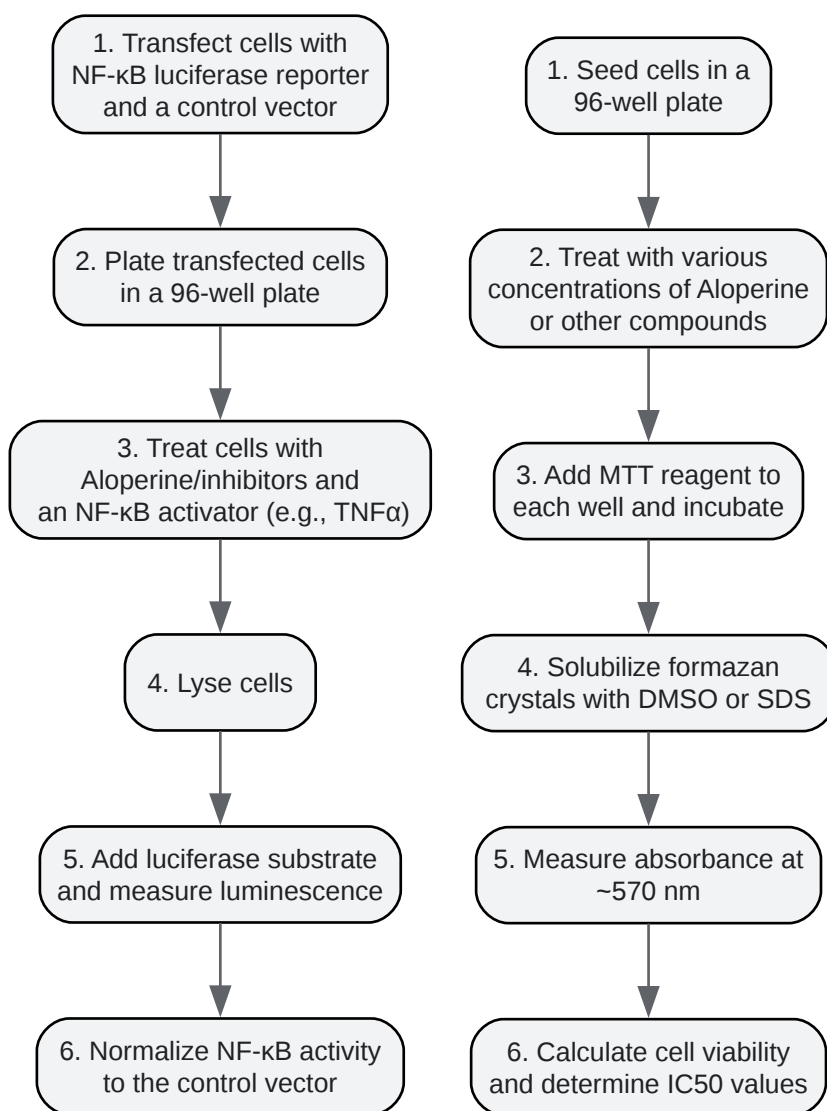 1. Transfect cells with
NF-κB luciferase reporter
and a control vector
2. Plate transfected cells
in a 96-well plate
3. Treat cells with
Aloperine/inhibitors and
an NF-κB activator (e.g., TNFα)
4. Lyse cells
5. Add luciferase substrate
and measure luminescence
6. Normalize NF-κB activity
to the control vector
1. Seed cells in a
96-well plate
2. Treat with various
concentrations of Aloperine
or other compounds
3. Add MTT reagent to
each well and incubate
4. Solubilize formazan
crystals with DMSO or SDS
5. Measure absorbance at
~570 nm
6. Calculate cell viability
and determine IC50 values